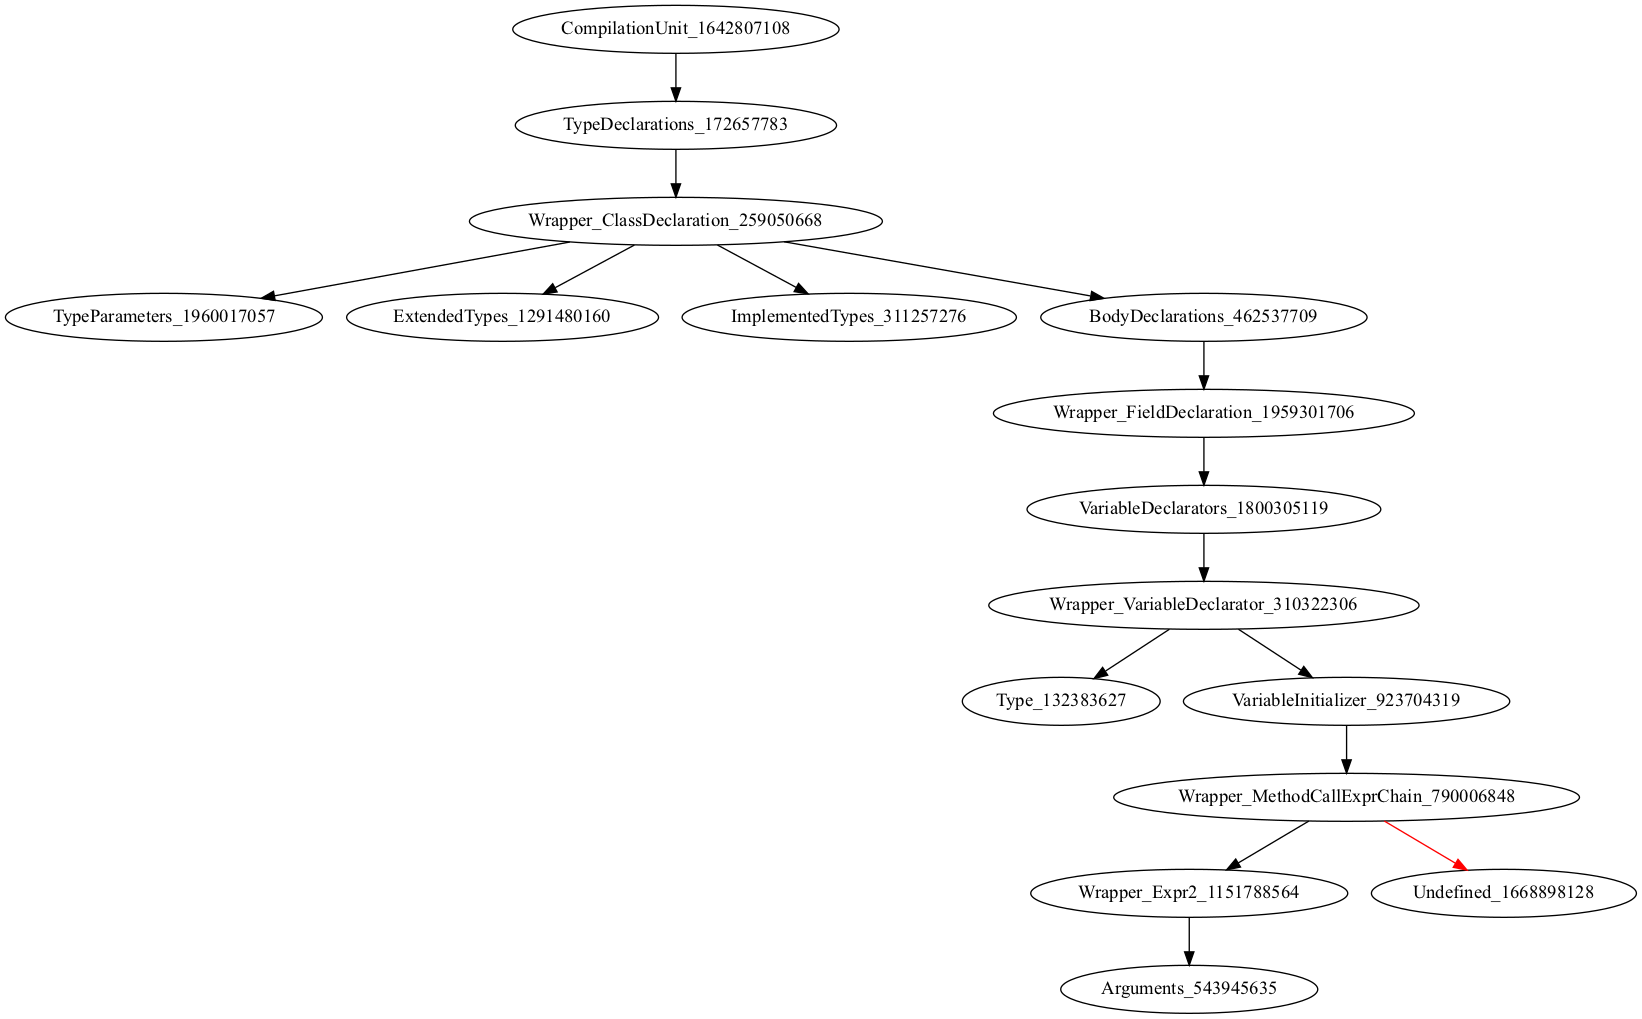 CompilationUnit_1642807108
TypeDeclarations_172657783
Wrapper_ClassDeclaration_259050668
TypeParameters_1960017057
ExtendedTypes_1291480160
ImplementedTypes_311257276
BodyDeclarations_462537709
Wrapper_FieldDeclaration_1959301706
VariableDeclarators_1800305119
Wrapper_VariableDeclarator_310322306
Type_132383627
VariableInitializer_923704319
Wrapper_MethodCallExprChain_790006848
Wrapper_Expr2_1151788564
Undefined_1668898128
Arguments_543945635